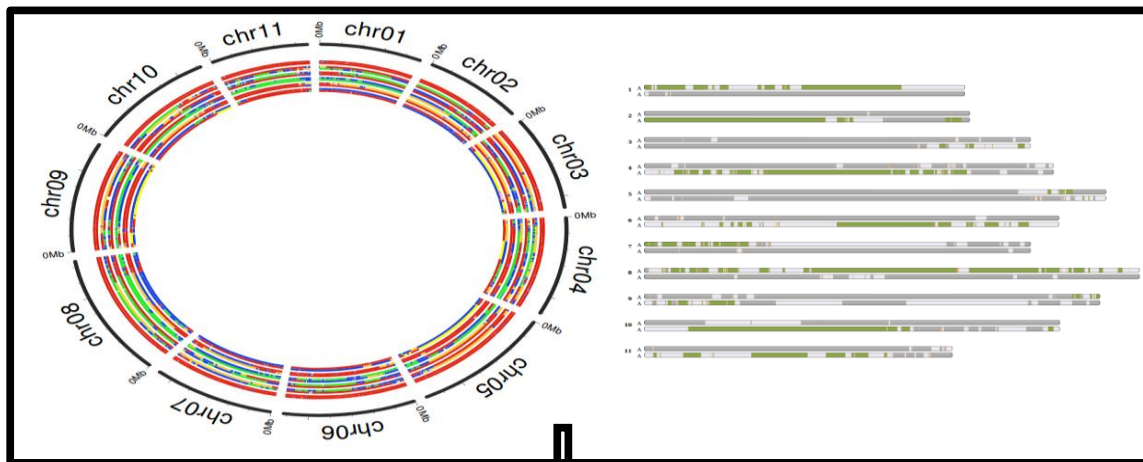 chr01
0Mb
chr02
0Mb
chr03
0Mb
chr04
0Mb
chr05
0Mb
chr06
0Mb
chr07
0Mb
chr08
0Mb
chr09
0Mb
chr10
0Mb
chr11
0Mb
1 A
A
2 A
A
3 A
A
4 A
A
5 A
A
6 A
A
7 A
A
8 A
A
9 A
A
10 A
A
11 A
A